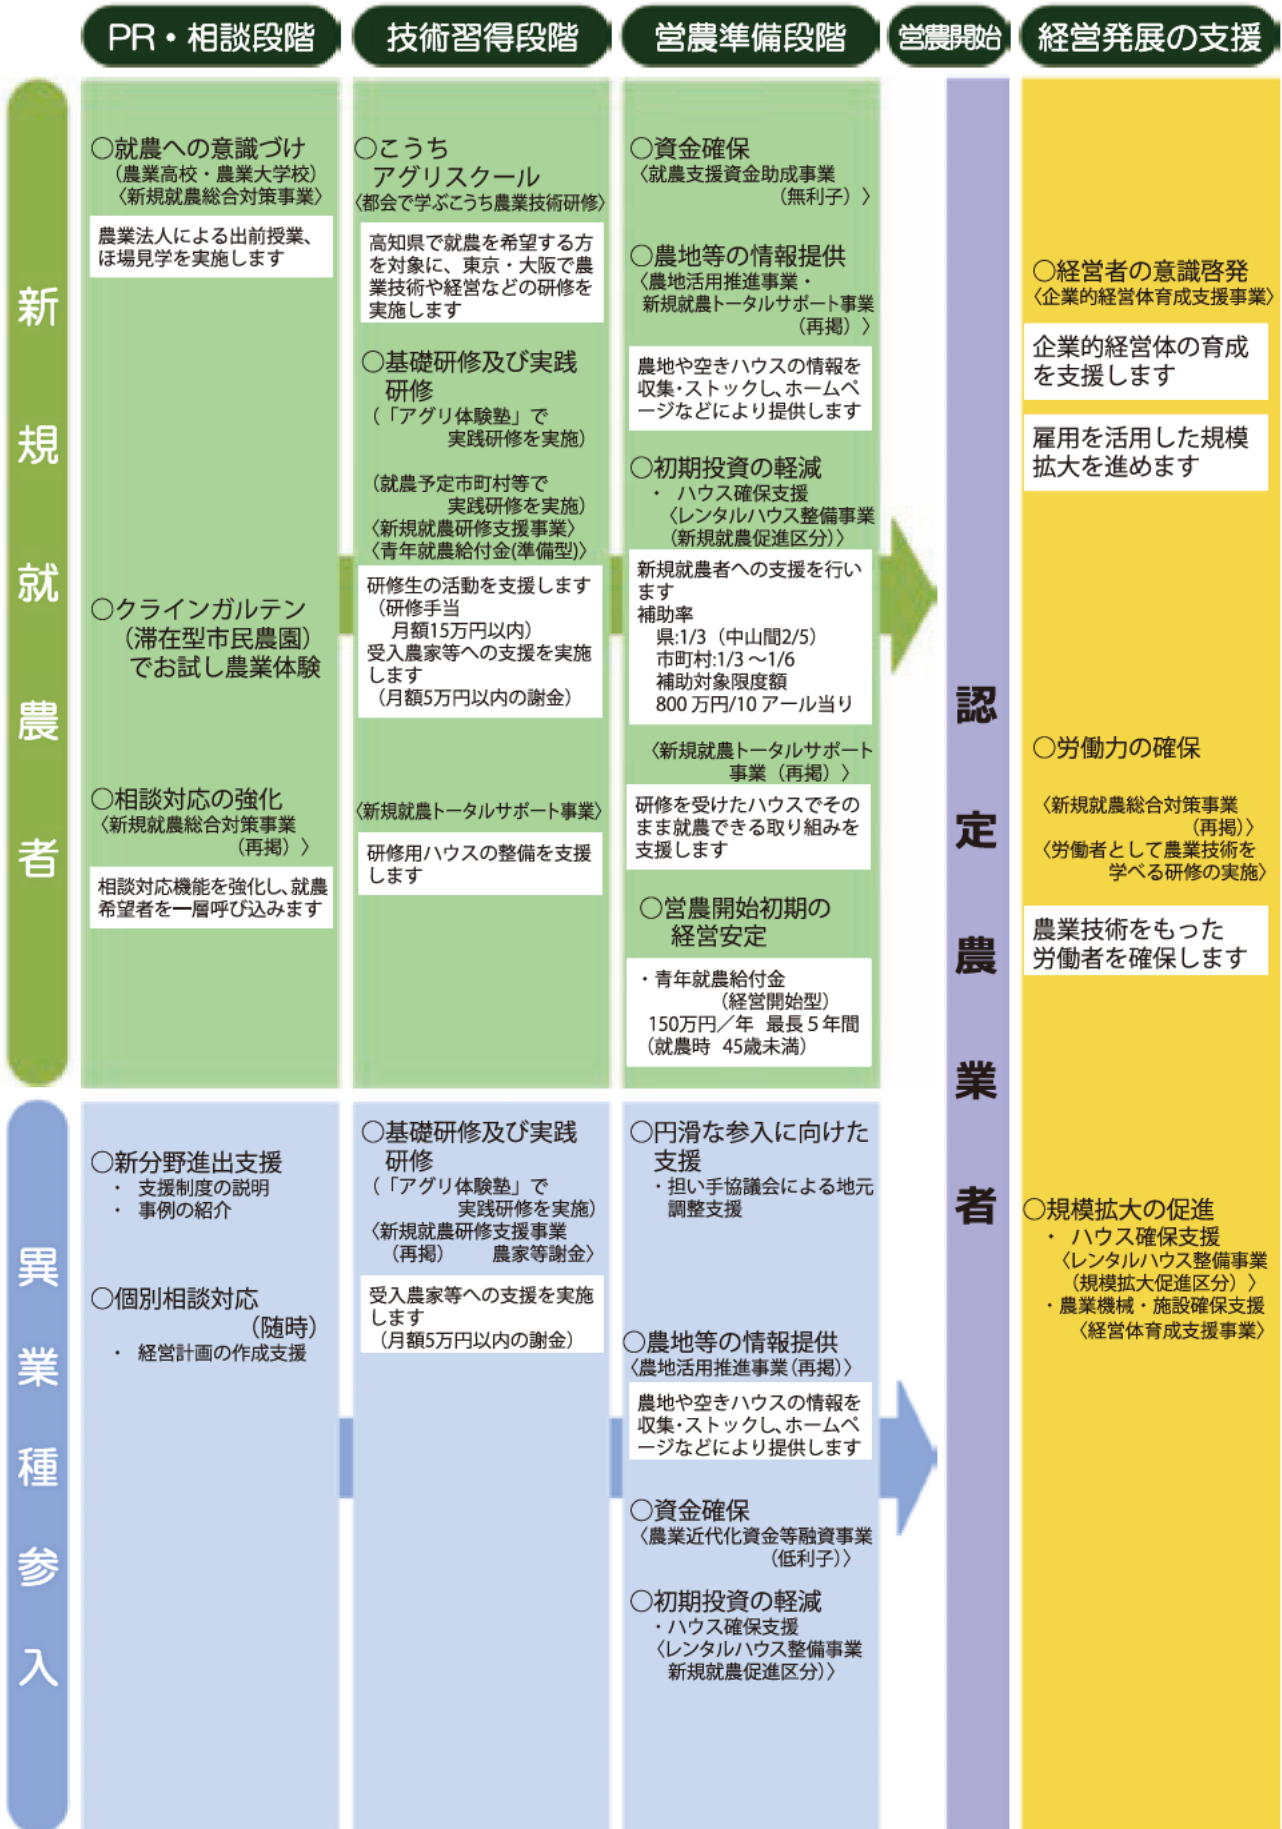 PR・相談段階
技術習得段階
営農準備段階
営農開始
経営発展の支援
新規就農者
○就農への意識づけ
(農業高校・農業大学校)
〈新規就農総合対策事業〉
農業法人による出前授業、
ほ場見学を実施します
○クラインガルテン
(滞在型市民農園)
でお試し農業体験
○相談対応の強化
〈新規就農総合対策事業
(再掲)〉
相談対応機能を強化し、就農
希望者を一層呼び込みます
○こうち
アグリスクール
〈都会で学ぶこうち農業技術研修〉
高知県で就農を希望する方
を対象に、東京・大阪で農
業技術や経営などの研修を
実施します
○基礎研修及び実践
研修
(「アグリ体験塾」で
実践研修を実施)
(就農予定市町村等で
実践研修を実施)
〈新規就農研修支援事業〉
〈青年就農給付金(準備型)〉
研修生の活動を支援します
(研修手当
月額15万円以内)
受入農家等への支援を実施
します
(月額5万円以内の謝金)
〈新規就農トータルサポート事業〉
研修用ハウスの整備を支援
します
○資金確保
〈就農支援資金助成事業
(無利子)〉
○農地等の情報提供
〈農地活用推進事業・
新規就農トータルサポート事業
(再掲)〉
農地や空きハウスの情報を
収集・ストックし、ホームペ
ージなどにより提供します
○初期投資の軽減
・ ハウス確保支援
〈レンタルハウス整備事業
(新規就農促進区分)〉
新規就農者への支援を行い
ます
補助率
県:1/3 (中山間2/5)
市町村:1/3～1/6
補助対象限度額
800万円/10アール当り
〈新規就農トータルサポート
事業(再掲)〉
研修を受けたハウスでその
まま就農できる取り組みを
支援します
○営農開始初期の
経営安定
・青年就農給付金
(経営開始型)
150万円／年 最長5年間
(就農時 45歳未満)
認定農業者
○経営者の意識啓発
〈企業的経営体育成支援事業〉
企業的経営体の育成
を支援します
雇用を活用した規模
拡大を進めます
○労働力の確保
〈新規就農総合対策事業
(再掲)〉
〈労働者として農業技術を
学べる研修の実施〉
農業技術をもった
労働者を確保します
○規模拡大の促進
・ ハウス確保支援
〈レンタルハウス整備事業
(規模拡大促進区分)〉
・農業機械・施設確保支援
〈経営体育成支援事業〉
異業種参入
○新分野進出支援
・ 支援制度の説明
・ 事例の紹介
○個別相談対応
(随時)
・ 経営計画の作成支援
○基礎研修及び実践
研修
(「アグリ体験塾」で
実践研修を実施)
〈新規就農研修支援事業
(再掲) 農家等謝金〉
受入農家等への支援を実施
します
(月額5万円以内の謝金)
○円滑な参入に向けた
支援
・担い手協議会による地元
調整支援
○農地等の情報提供
〈農地活用推進事業(再掲)〉
農地や空きハウスの情報を
収集・ストックし、ホームペ
ージなどにより提供します
○資金確保
〈農業近代化資金等融資事業
(低利子)〉
○初期投資の軽減
・ハウス確保支援
〈レンタルハウス整備事業
新規就農促進区分)〉